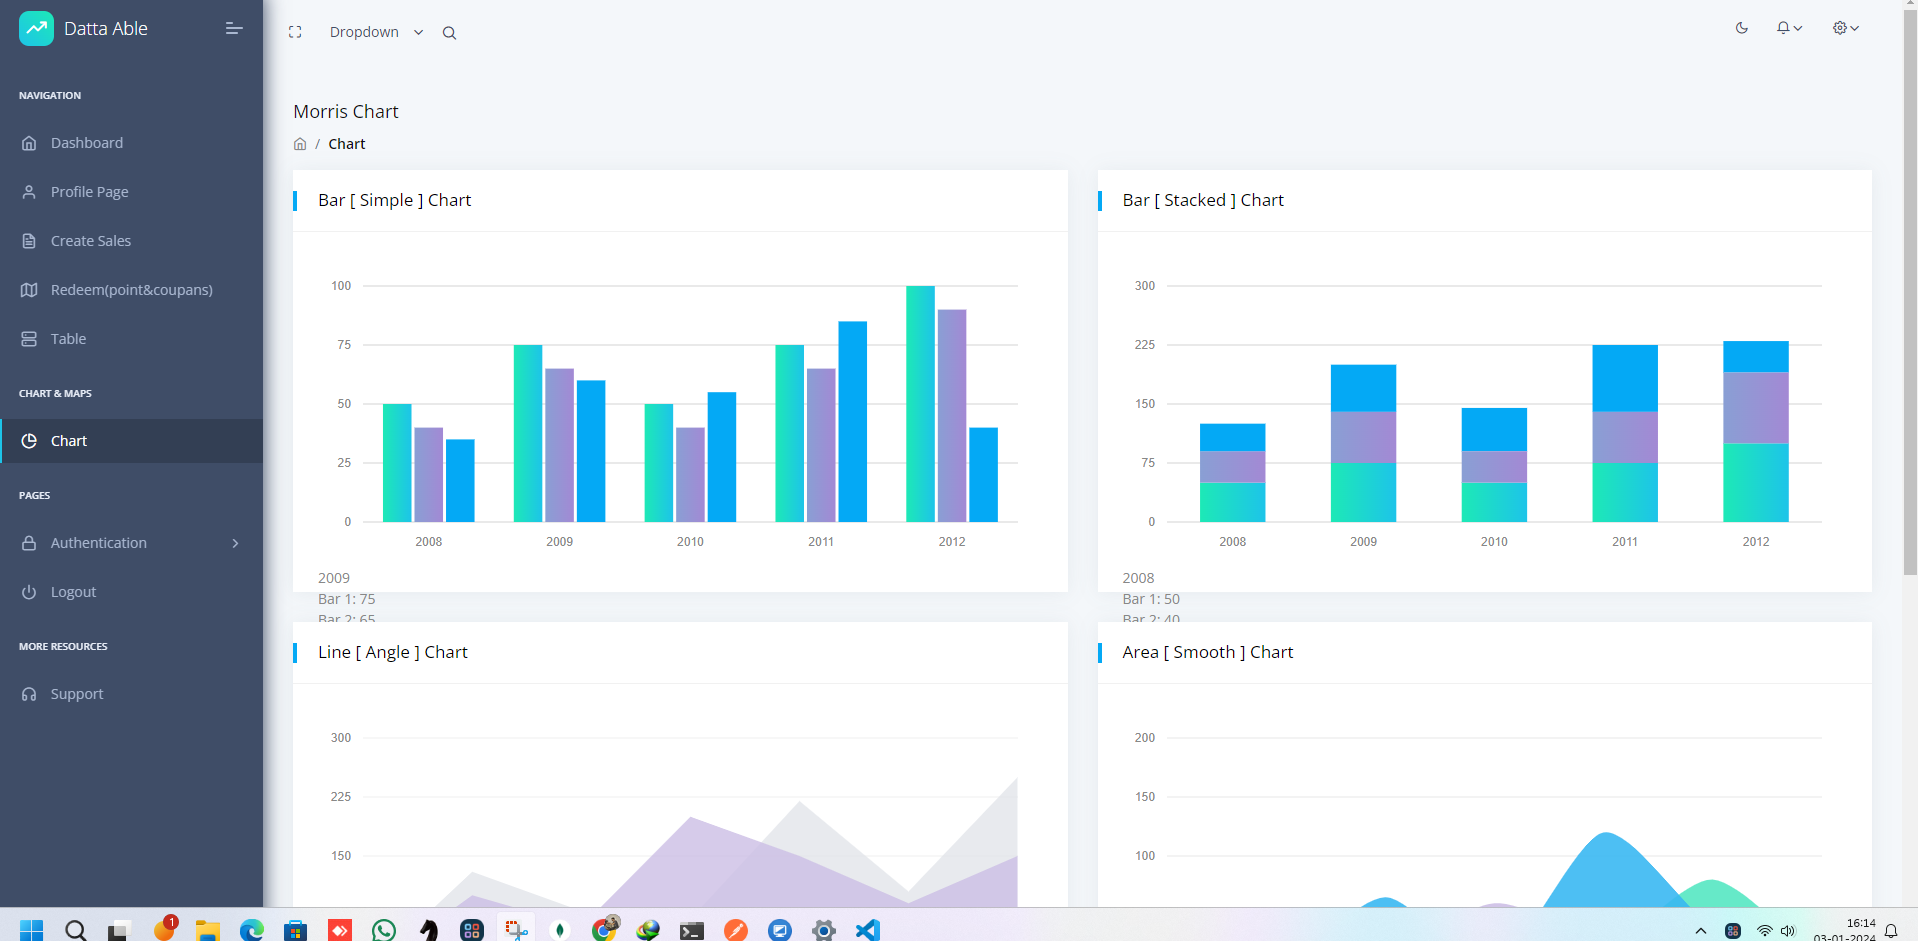 Datta Able
Dropdown
NAVIGATION
Dashboard
Profile Page
Create Sales
Redeem(point&coupans)
Table
CHART & MAPS
Chart
PAGES
Authentication
Logout
MORE RESOURCES
Support
Morris Chart
/ Chart
Bar [ Simple ] Chart
100
75
50
25
0
2008 2009 2010 2011 2012
2009
Bar 1: 75
Bar 2: 65
Bar [ Stacked ] Chart
300
225
150
75
0
2008 2009 2010 2011 2012
2008
Bar 1: 50
Bar 2: 40
Line [ Angle ] Chart
300
225
150
Area [ Smooth ] Chart
200
150
100
1
16:14
03-01-2024